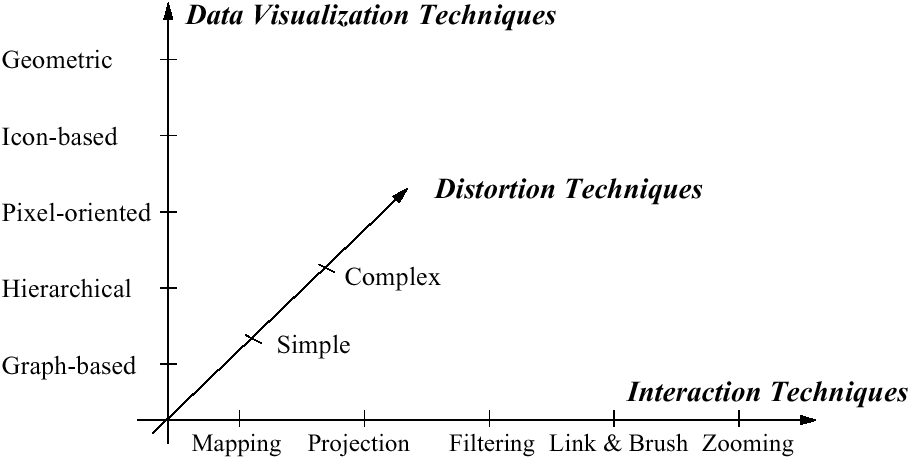 Data Visualization Techniques
Geometric
Icon-based
Pixel-oriented
Hierarchical
Graph-based
Distortion Techniques
Complex
Simple
Interaction Techniques
Mapping
Projection
Filtering
Link & Brush
Zooming